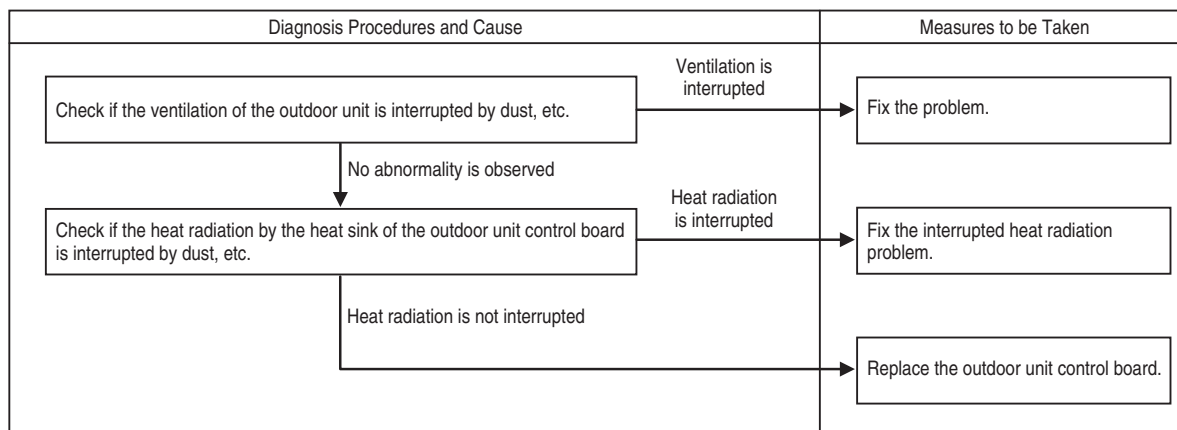 Diagnosis Procedures and Cause
Measures to be Taken
Ventilation is
interrupted
Check if the ventilation of the outdoor unit is interrupted by dust, etc.
Fix the problem.
No abnormality is observed
Heat radiation
is interrupted
Check if the heat radiation by the heat sink of the outdoor unit control board
is interrupted by dust, etc.
Fix the interrupted heat radiation
problem.
Heat radiation is not interrupted
Replace the outdoor unit control board.